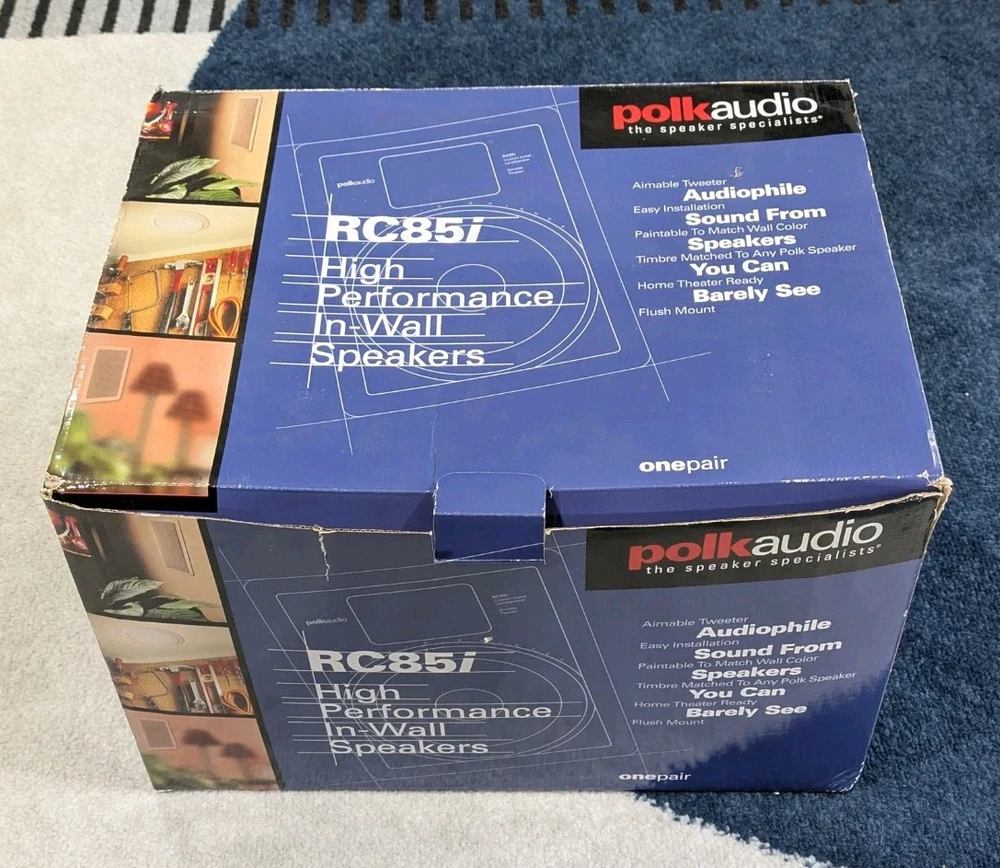 polkaudio
the speaker specialists®
polkaudio
RC85i
High
Performance
In-Wall
Speakers
Aimable Tweeter
Audiophile
Easy Installation
Sound From
Paintable To Match Wall Color
Speakers
Timbre Matched To Any Polk Speaker
You Can
Home Theater Ready
Barely See
Flush Mount
onepair
polkaudio
the speaker specialists®
polkaudio
RC85i
High
Performance
In-Wall
Speakers
Aimable Tweeter
Audiophile
Easy Installation
Sound From
Paintable To Match Wall Color
Speakers
Timbre Matched To Any Polk Speaker
You Can
Home Theater Ready
Barely See
Flush Mount
onepair